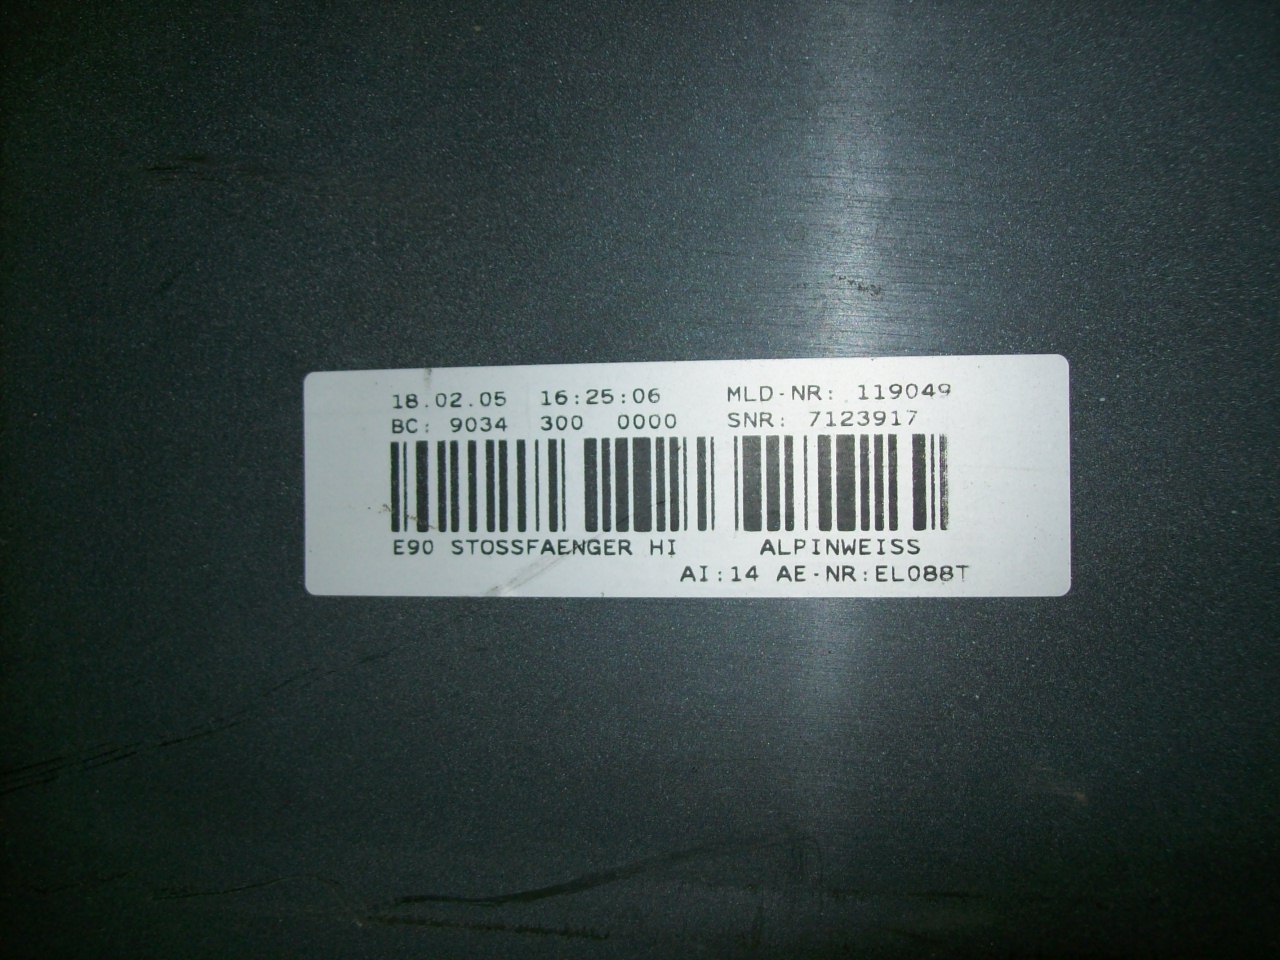 18.02.05 16:25:06 MLD-NR: 119049
BC: 9034 300 0000 SNR: 7123917
E90 STOSSFAENGER HI ALPINWEISS
AI:14 AE-NR:EL088T